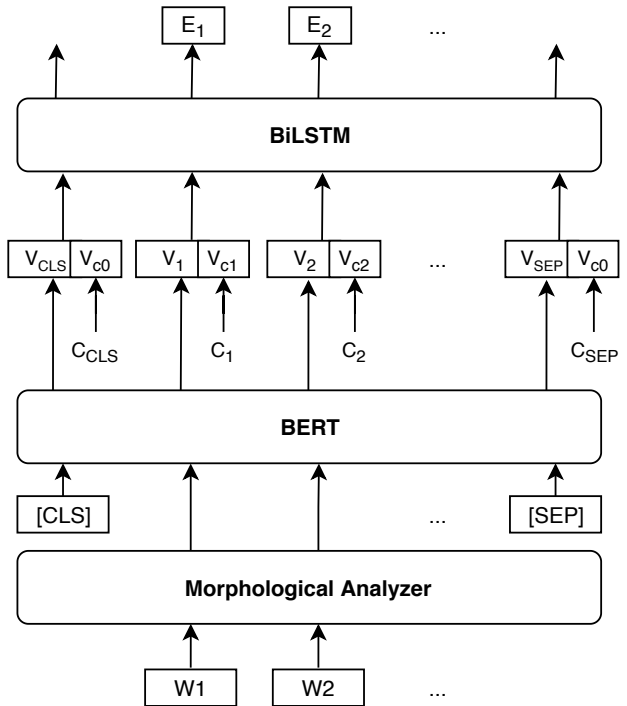 E1 E2 ...
BiLSTM
VCLS Vc0 V1 Vc1 V2 Vc2 ... VSEP Vc0
CCLS C1 C2 CSEP
BERT
[CLS] ... [SEP]
Morphological Analyzer
W1 W2 ...